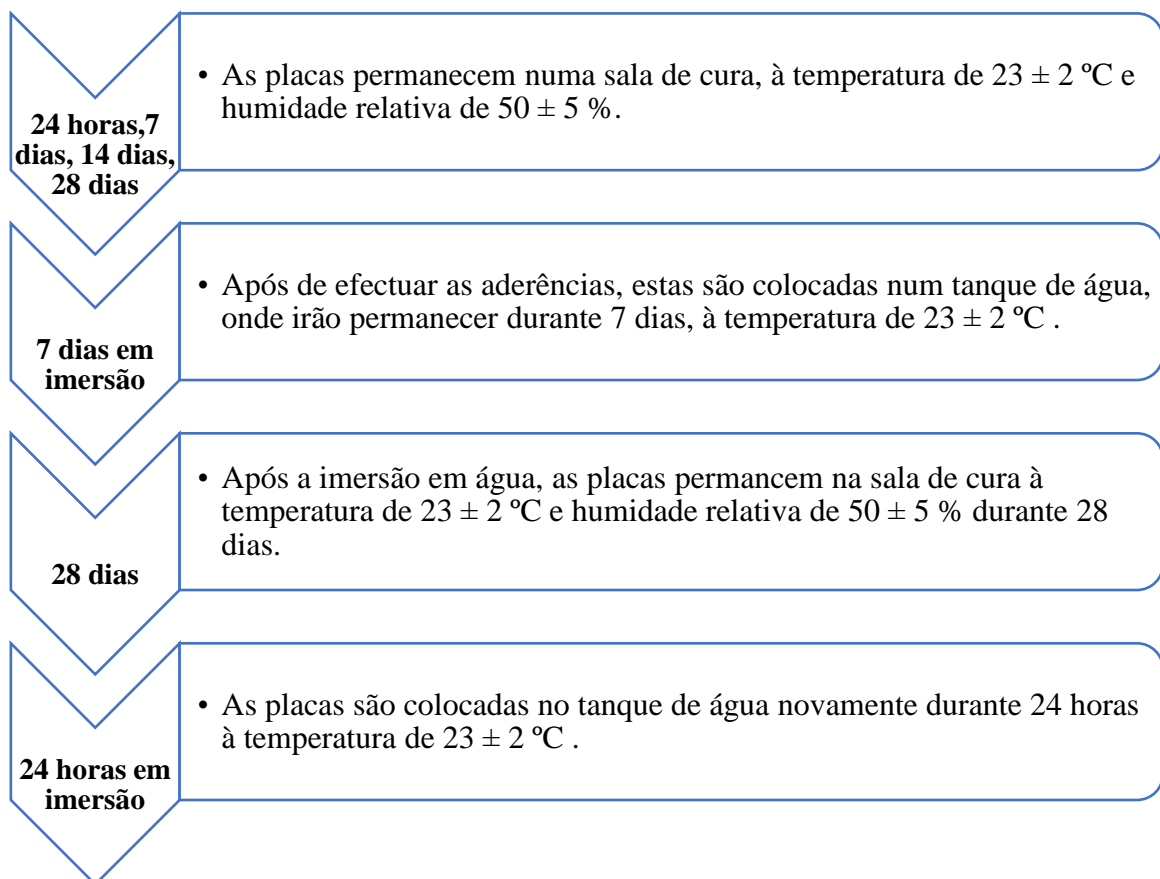 24 horas,7
dias, 14 dias,
28 dias
• As placas permanecem numa sala de cura, à temperatura de 23 ± 2 ºC e
humidade relativa de 50 ± 5 %.
7 dias em
imersão
• Após de efectuar as aderências, estas são colocadas num tanque de água,
onde irão permanecer durante 7 dias, à temperatura de 23 ± 2 ºC .
28 dias
• Após a imersão em água, as placas permancem na sala de cura à
temperatura de 23 ± 2 ºC e humidade relativa de 50 ± 5 % durante 28
dias.
24 horas em
imersão
• As placas são colocadas no tanque de água novamente durante 24 horas
à temperatura de 23 ± 2 ºC .